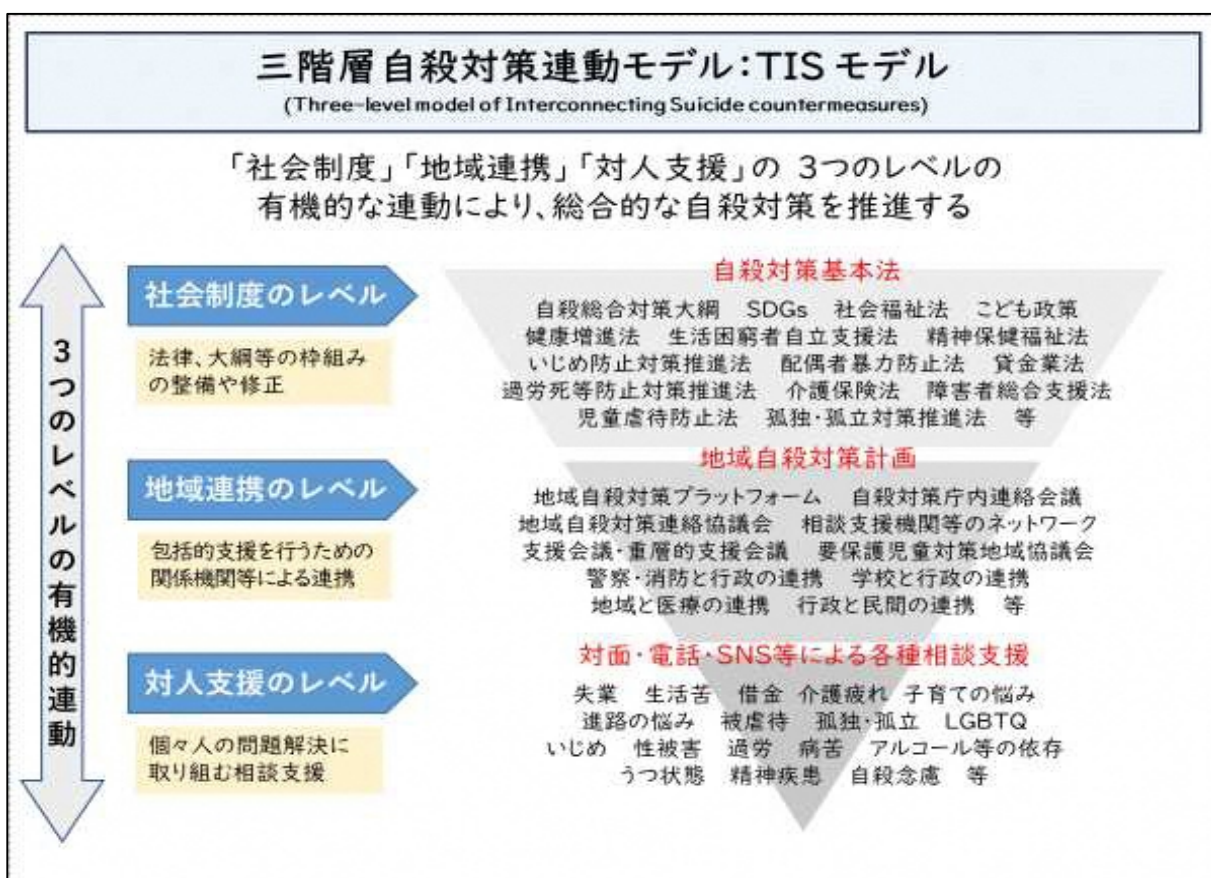 三階層自殺対策連動モデル:TISモデル
(Three-level model of Interconnecting Suicide countermeasures)
「社会制度」「地域連携」「対人支援」の 3つのレベルの
有機的な連動により、総合的な自殺対策を推進する
3つのレベルの有機的連動
社会制度のレベル
法律、大綱等の枠組み
の整備や修正
自殺対策基本法
自殺総合対策大綱 SDGs 社会福祉法 こども政策
健康増進法 生活困窮者自立支援法 精神保健福祉法
いじめ防止対策推進法 配偶者暴力防止法 貸金業法
過労死等防止対策推進法 介護保険法 障害者総合支援法
児童虐待防止法 孤独・孤立対策推進法 等
地域連携のレベル
包括的支援を行うための
関係機関等による連携
地域自殺対策計画
地域自殺対策プラットフォーム 自殺対策庁内連絡会議
地域自殺対策連絡協議会 相談支援機関等のネットワーク
支援会議・重層的支援会議 要保護児童対策地域協議会
警察・消防と行政の連携 学校と行政の連携
地域と医療の連携 行政と民間の連携 等
対人支援のレベル
個々人の問題解決に
取り組む相談支援
対面・電話・SNS等による各種相談支援
失業 生活苦 借金 介護疲れ 子育ての悩み
進路の悩み 被虐待 孤独・孤立 LGBTQ
いじめ 性被害 過労 病苦 アルコール等の依存
うつ状態 精神疾患 自殺念慮 等